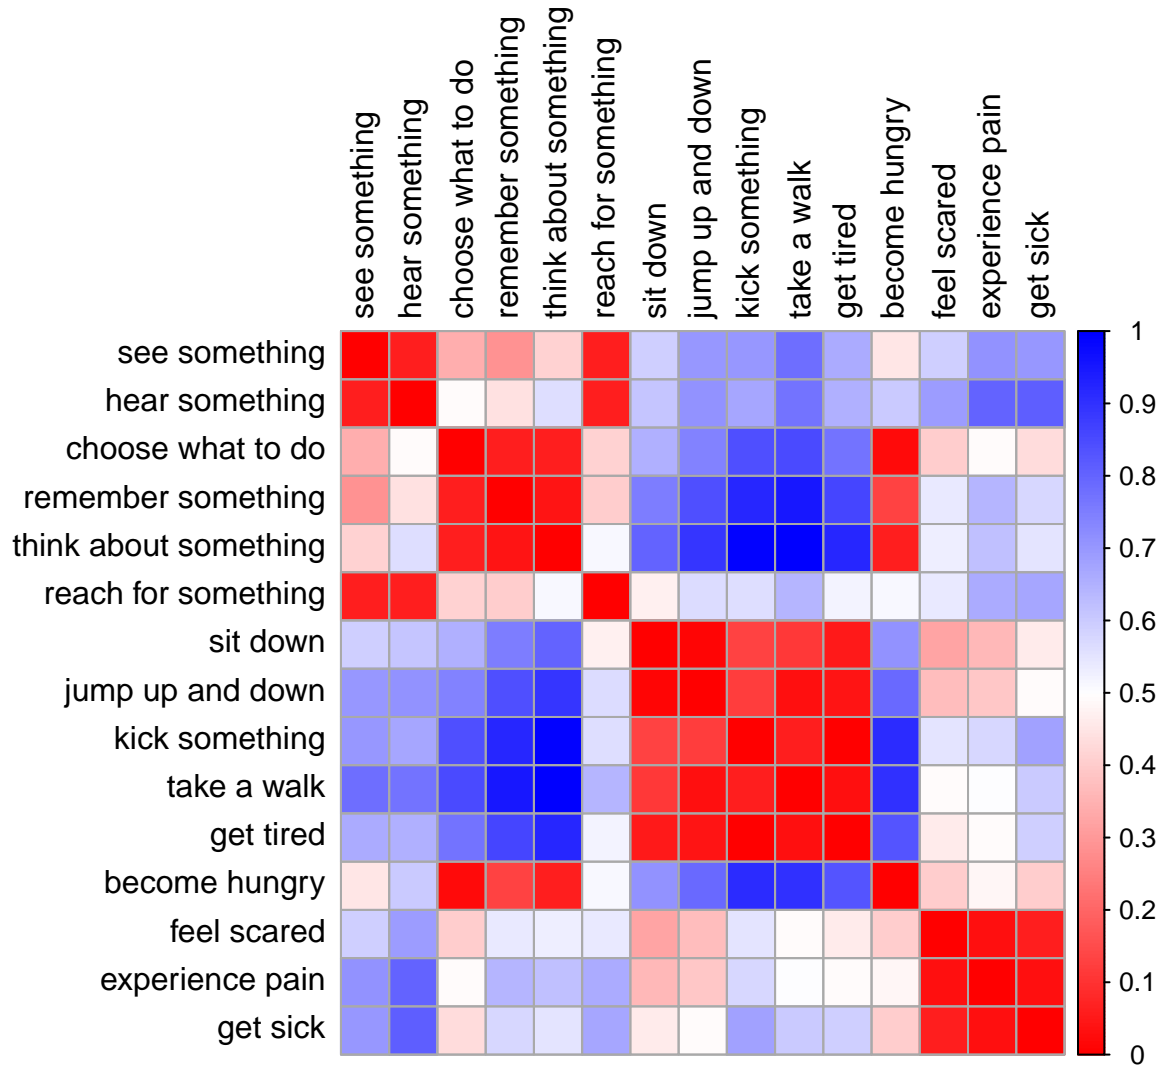 see something
hear something
choose what to do
remember something
think about something
reach for something
sit down
jump up and down
kick something
take a walk
get tired
become hungry
feel scared
experience pain
get sick
see something
hear something
choose what to do
remember something
think about something
reach for something
sit down
jump up and down
kick something
take a walk
get tired
become hungry
feel scared
experience pain
get sick
1
0.9
0.8
0.7
0.6
0.5
0.4
0.3
0.2
0.1
0